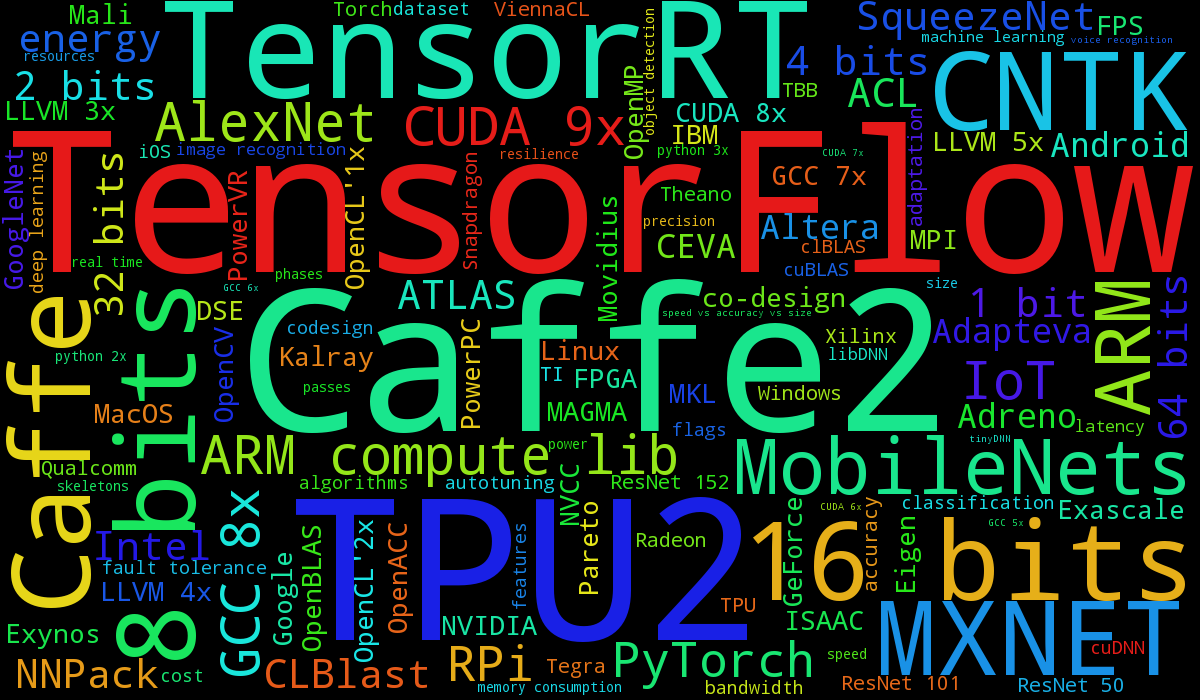 Mali
Torch
dataset
ViennaCL
TensorRT
SqueezeNet
FPS
energy
resources
machine learning
voice recognition
2 bits
object detection
4 bits
CNTK
TBB
OpenMP
ACL
LLVM 3x
AlexNet
CUDA 9x
CUDA 8x
IBM
LLVM 5x
Android
iOS
image recognition
resilience
python 3x
CUDA 7x
adaptation
GoogleNet
deep learning
32 bits
PowerVR
OpenCL'1x
Snapdragon
TensorFlow
GCC 7x
Theano
precision
Altera
CEVA
clBLAS
MPI
Movidius
real time
phases
cuBLAS
GCC 6x
size
DSE
ATLAS
co-design
speed vs accuracy vs size
1 bit
ARM
64 bits
Caffe
8 bits
Caffe2
codesign
OpenCV
Kalray
PowerPC
Linux
Xilinx
libDNN
Adapteva
python 2x
passes
TI
FPGA
MKL
Windows
IoT
MacOS
MAGMA
flags
Adreno
latency
power
tinyDNN
ARM compute lib
MobileNets
Qualcomm
skeletons
algorithms
autotuning
NVCC
ResNet 152
CUDA 6x
accuracy
classification
Exascale
GCC 5x
GCC 8x
TPU2
16 bits
Intel
OpenBLAS
OpenCL'2x
OpenACC
features
Pareto
Radeon
GeForce
Eigen
fault tolerance
Google
LLVM 4x
TPU
MXNET
Exynos
NVIDIA
ISAAC
cuDNN
NNPack
cost
CLBlast
RPi
Tegra
PyTorch
speed
memory consumption
bandwidth
ResNet 101
ResNet 50